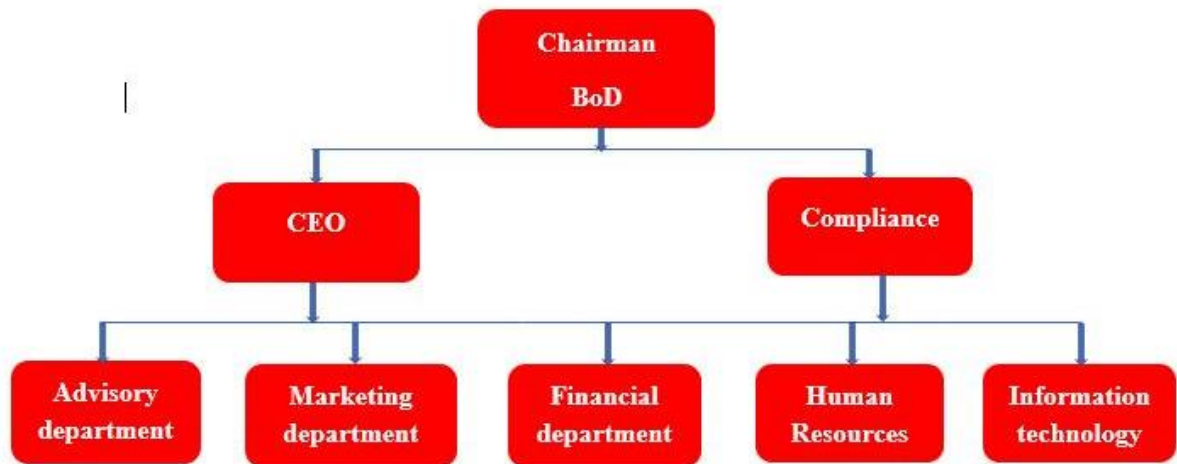 Chairman
BoD
CEO
Compliance
Advisory
department
Marketing
department
Financial
department
Human
Resources
Information
technology